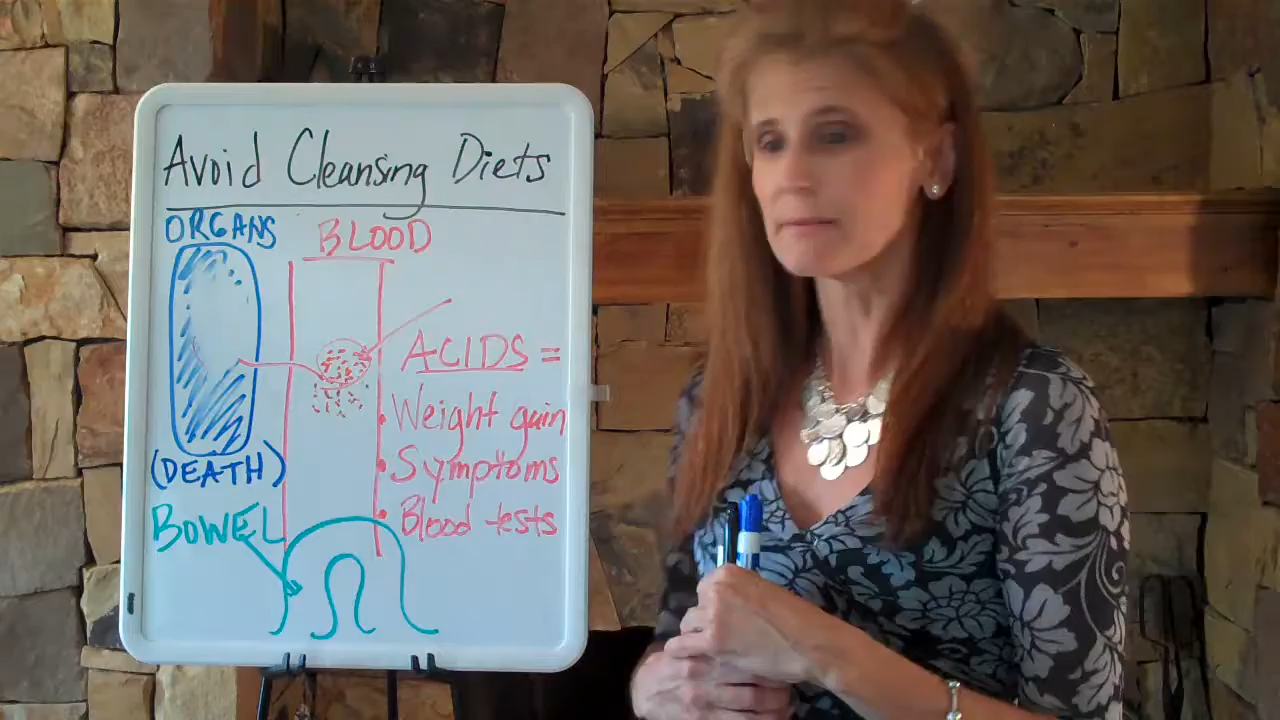 Avoid Cleansing Diets
ORGANS
BLOOD
ACIDS =
• Weight gain
• Symptoms
• Blood tests
(DEATH)
BOWEL